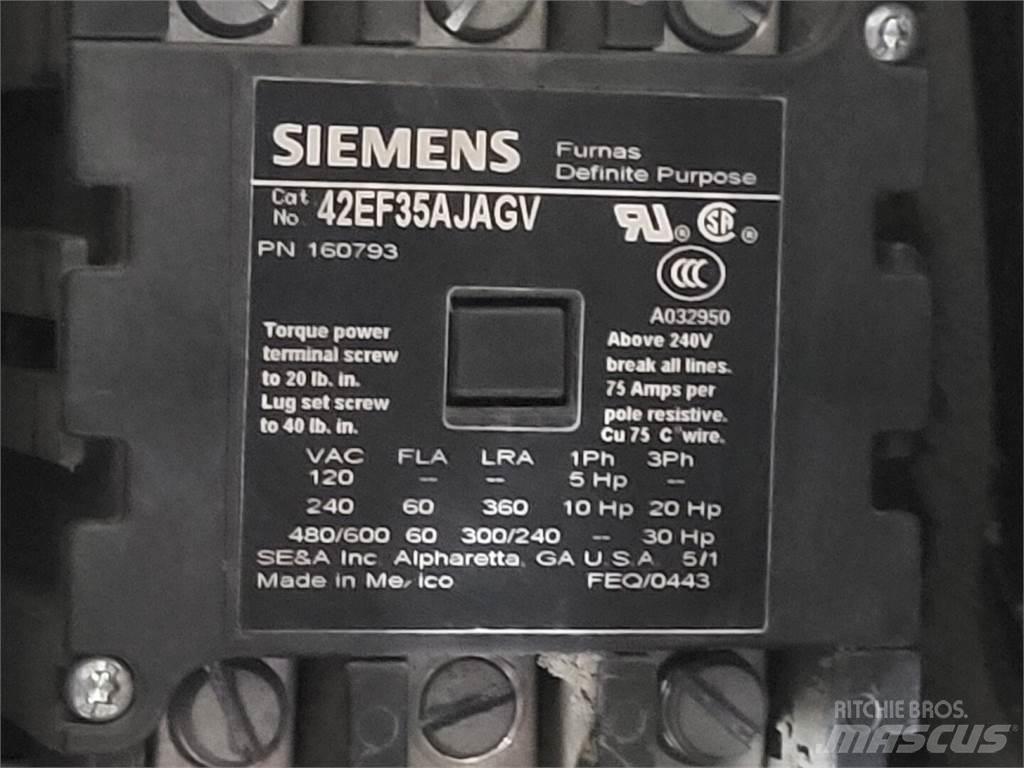 SIEMENS Furnas
Definite Purpose
Cat No. 42EF35AJAGV
PN 160793
A032950
Torque power
terminal screw
to 20 lb. in.
Lug set screw
to 40 lb. in.
Above 240V
break all lines.
75 Amps per
pole resistive.
Cu 75 C° wire.
VAC FLA LRA 1Ph 3Ph
120 -- -- 5 Hp --
240 60 360 10 Hp 20 Hp
480/600 60 300/240 -- 30 Hp
SE&A Inc. Alpharetta, GA U.S.A. 5/1
Made in Mexico FEQ/0443
RITCHIE BROS.
MASCUS